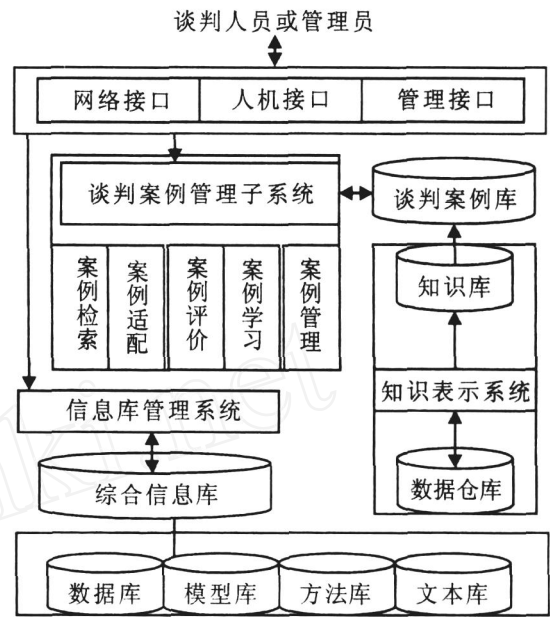 谈判人员或管理员
网络接口
人机接口
管理接口
谈判案例管理子系统
谈判案例库
案例检索
案例适配
案例评价
案例学习
案例管理
知识库
知识表示系统
数据仓库
信息库管理系统
综合信息库
数据库
模型库
方法库
文本库